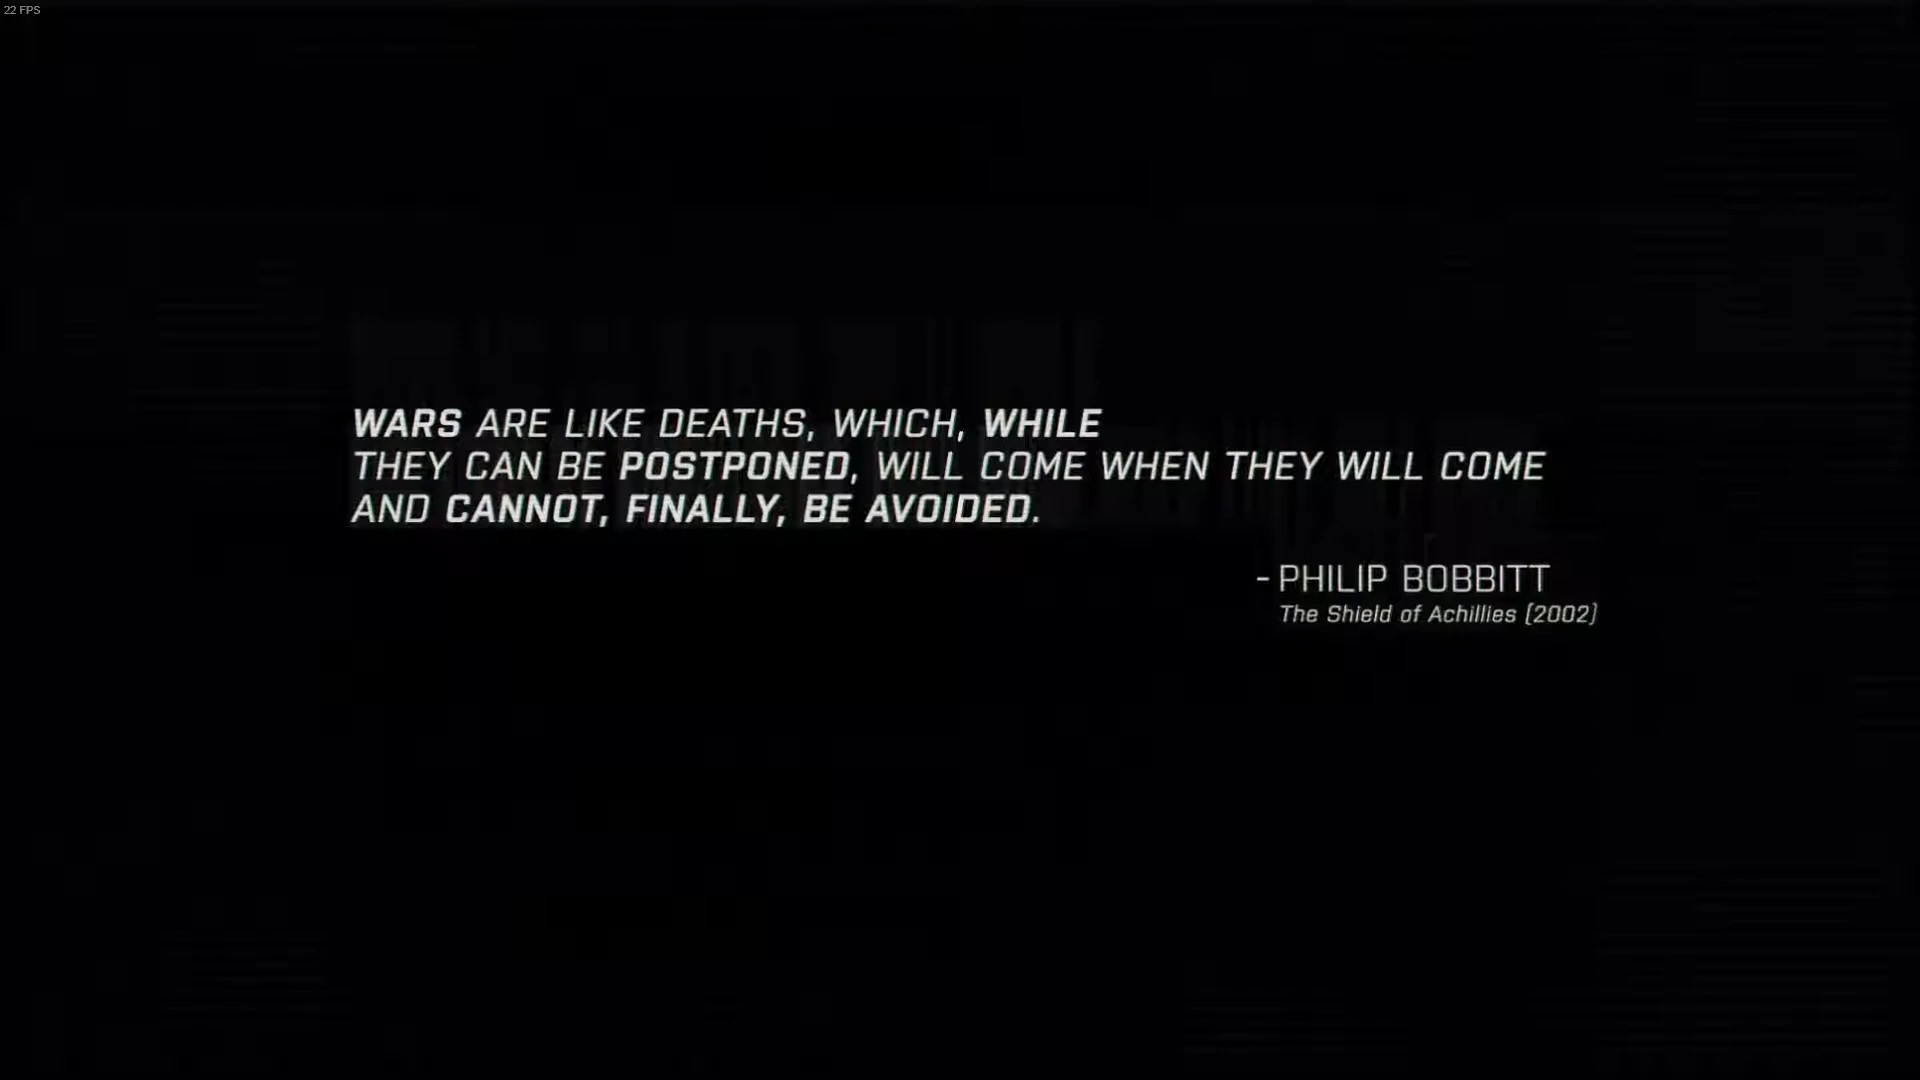 22 FPS
WARS ARE LIKE DEATHS, WHICH, WHILE
THEY CAN BE POSTPONED, WILL COME WHEN THEY WILL COME
AND CANNOT, FINALLY, BE AVOIDED.
- PHILIP BOBBITT
The Shield of Achillies (2002)